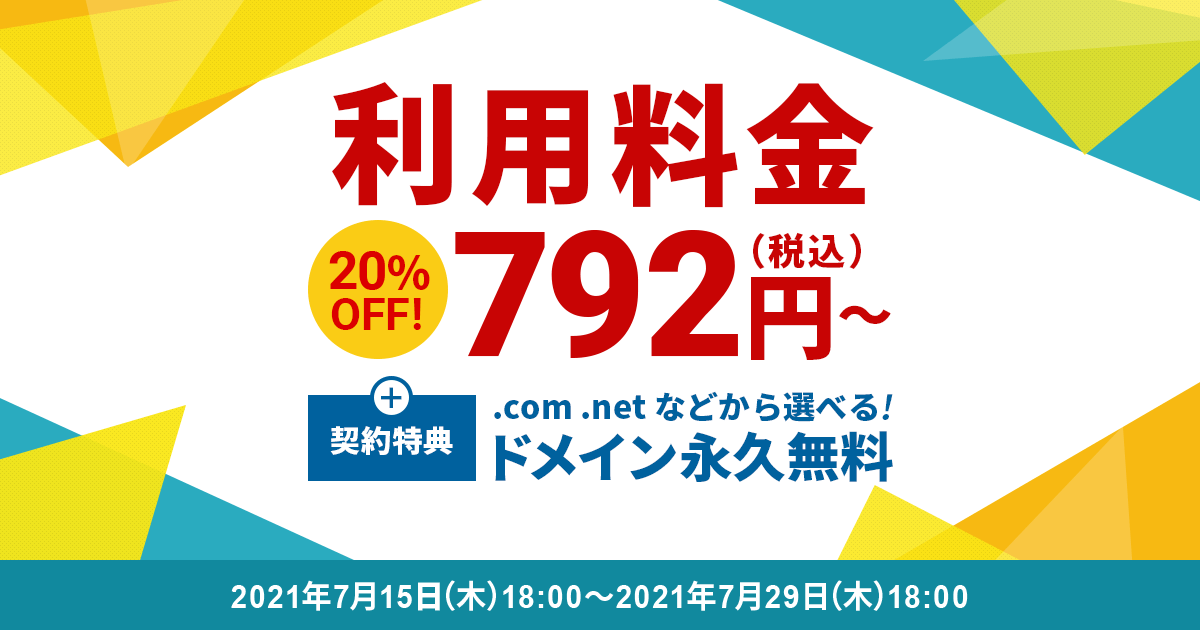 利用料金
20%
OFF!
792円~
(税込)
+
契約特典
.com .net などから選べる!
ドメイン永久無料
2021年7月15日(木)18:00~2021年7月29日(木)18:00